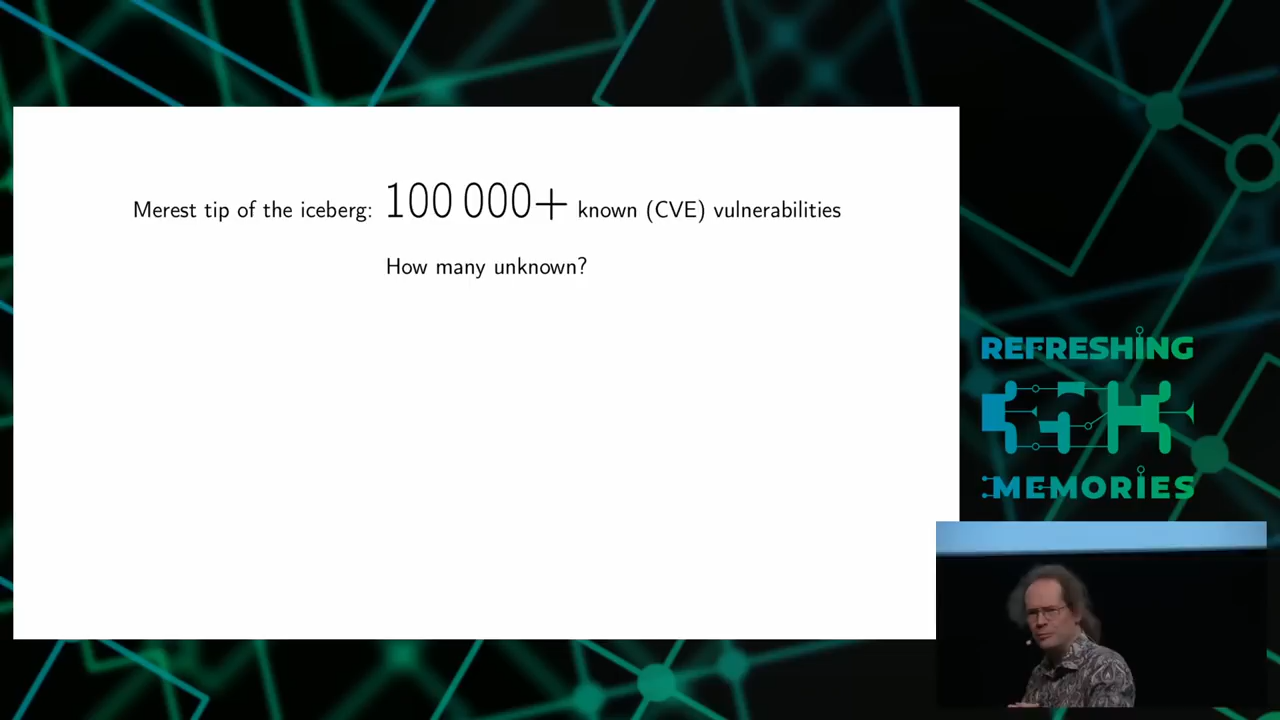 Merest tip of the iceberg: 100 000+ known (CVE) vulnerabilities
How many unknown?
REFRESHING
MEMORIES